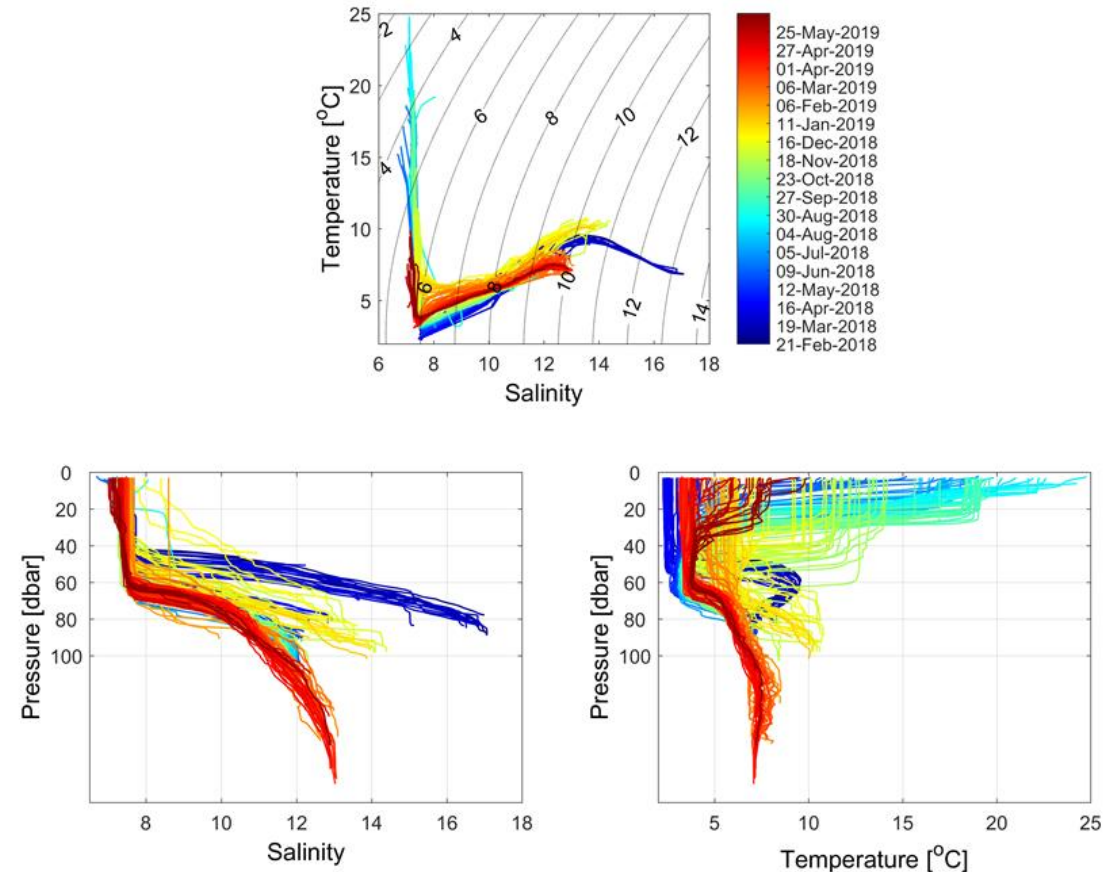 25
20
15
10
5
Temperature [°C]
2
4
6
8
10
12
4
6
8
10
12
14
6 8 10 12 14 16 18
Salinity
25-May-2019
27-Apr-2019
01-Apr-2019
06-Mar-2019
06-Feb-2019
11-Jan-2019
16-Dec-2018
18-Nov-2018
23-Oct-2018
27-Sep-2018
30-Aug-2018
04-Aug-2018
05-Jul-2018
09-Jun-2018
12-May-2018
16-Apr-2018
19-Mar-2018
21-Feb-2018
0
20
40
60
80
100
Pressure [dbar]
8 10 12 14 16 18
Salinity
0
20
40
60
80
100
Pressure [dbar]
5 10 15 20 25
Temperature [°C]